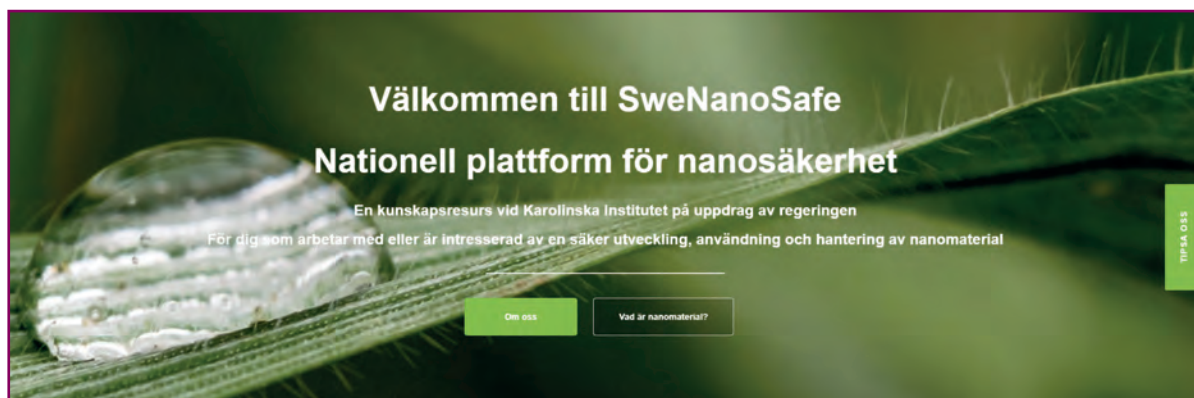 Välkommen till SweNanoSafe
Nationell plattform för nanosäkerhet
En kunskapsresurs vid Karolinska Institutet på uppdrag av regeringen
För dig som arbetar med eller är intresserad av en säker utveckling, användning och hantering av nanomaterial
TIPSA OSS
Om oss
Vad är nanomaterial?